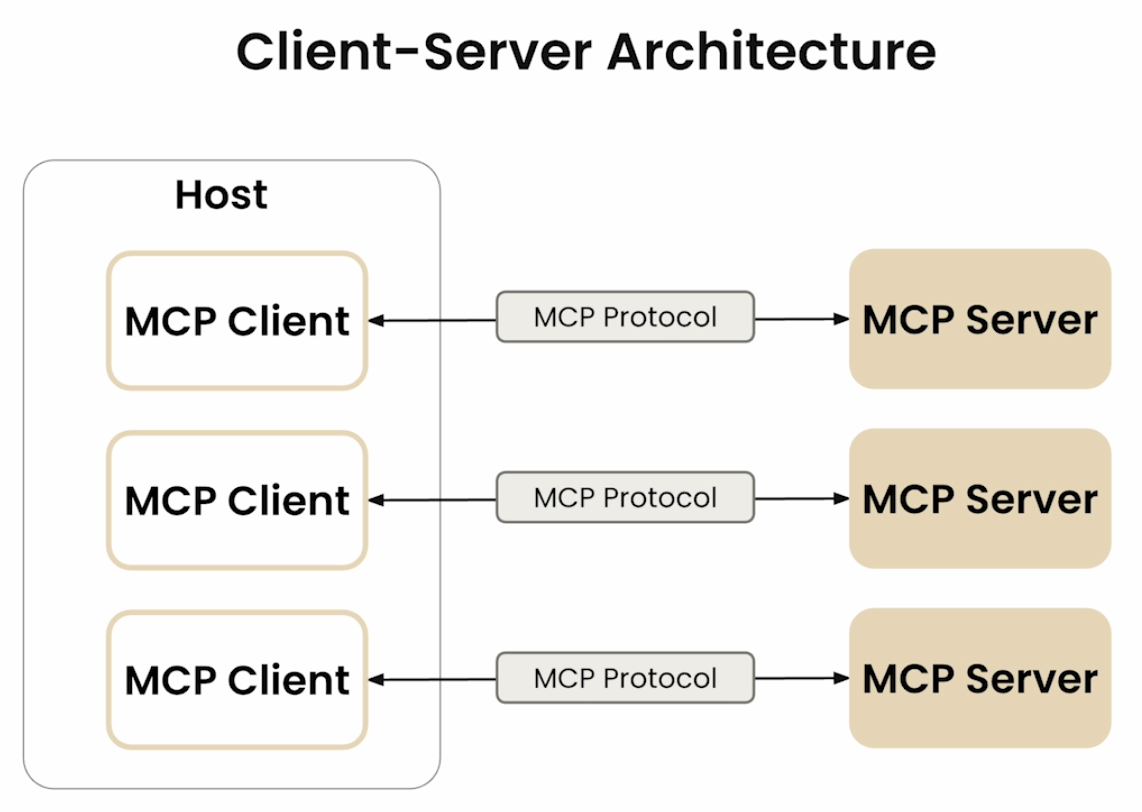 Client-Server Architecture
Host
MCP Client
MCP Protocol
MCP Server
MCP Client
MCP Protocol
MCP Server
MCP Client
MCP Protocol
MCP Server